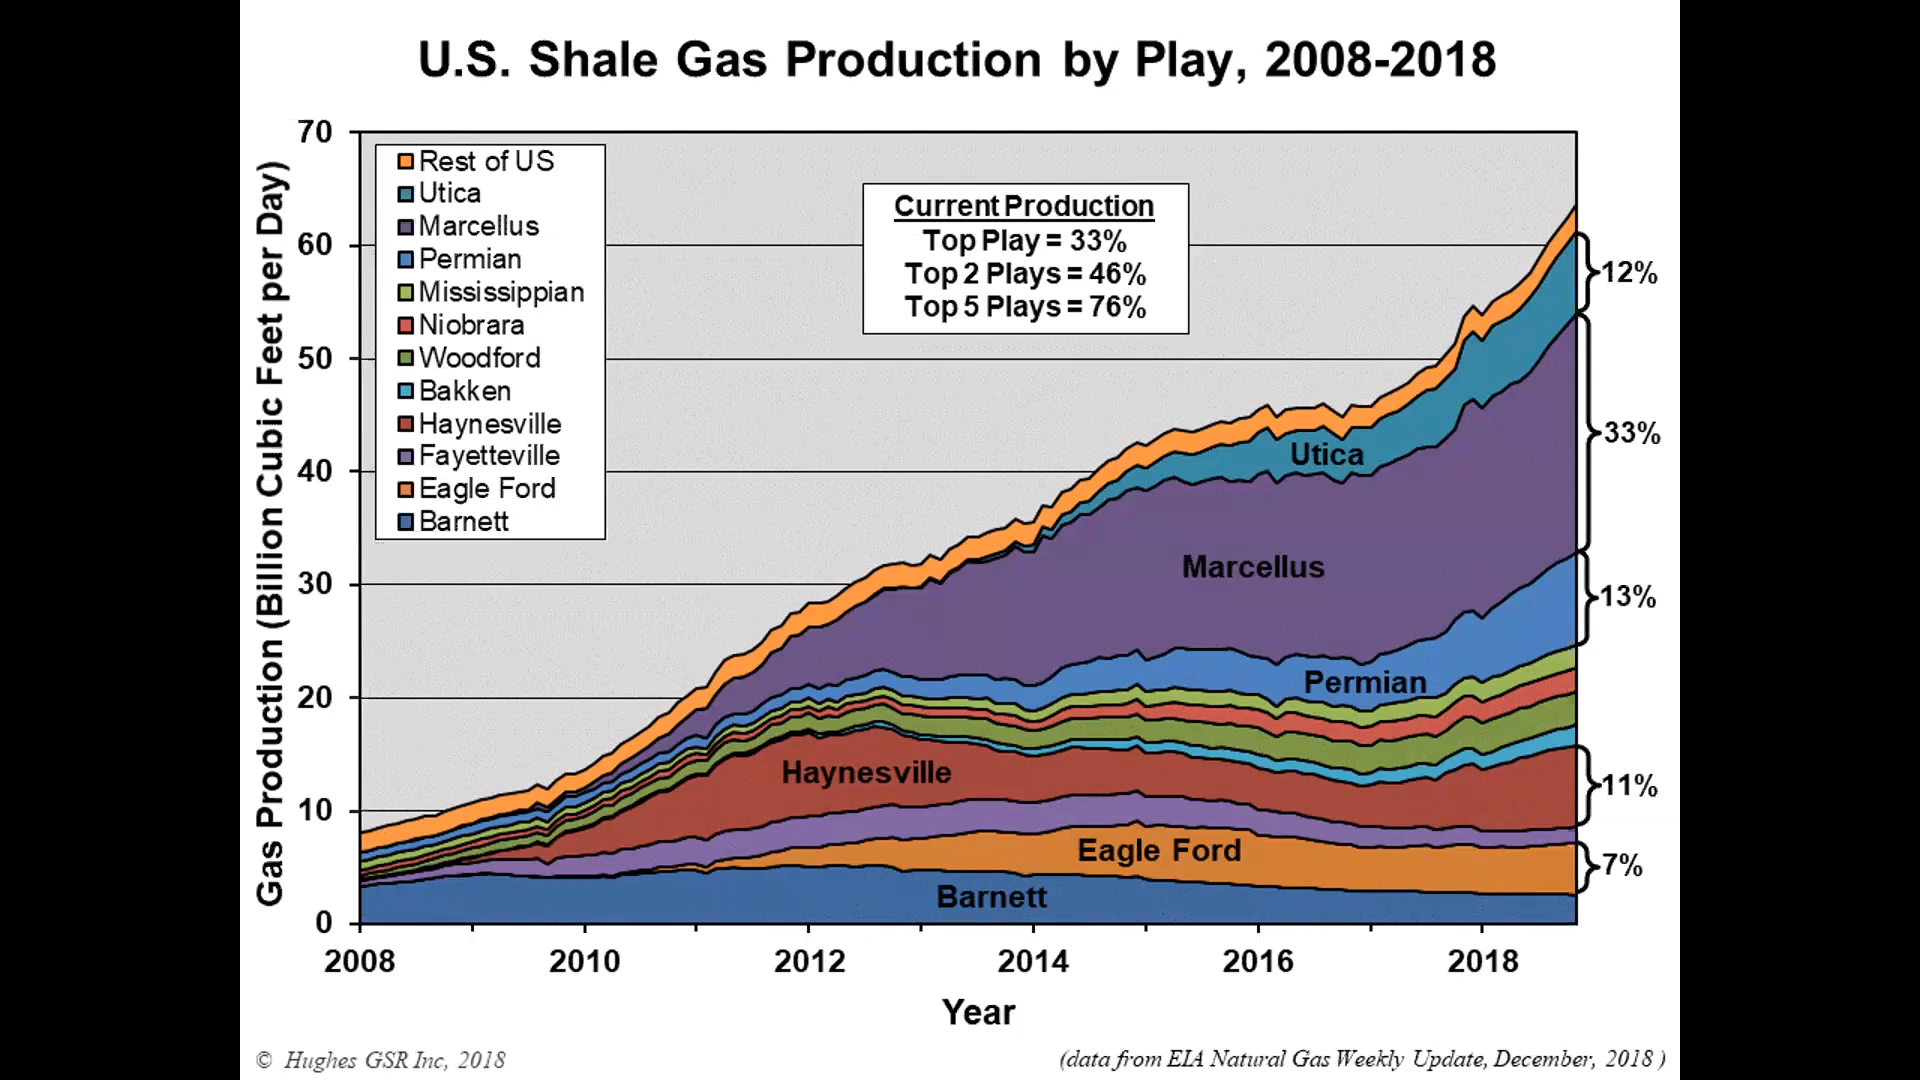 U.S. Shale Gas Production by Play, 2008-2018
Gas Production (Billion Cubic Feet per Day)
70
60
50
40
30
20
10
0
Rest of US
Utica
Marcellus
Permian
Mississippian
Niobrara
Woodford
Bakken
Haynesville
Fayetteville
Eagle Ford
Barnett
Current Production
Top Play = 33%
Top 2 Plays = 46%
Top 5 Plays = 76%
12%
33%
13%
11%
7%
Utica
Marcellus
Permian
Haynesville
Eagle Ford
Barnett
2008
2010
2012
2014
2016
2018
Year
© Hughes GSR Inc, 2018
(data from EIA Natural Gas Weekly Update, December, 2018 )